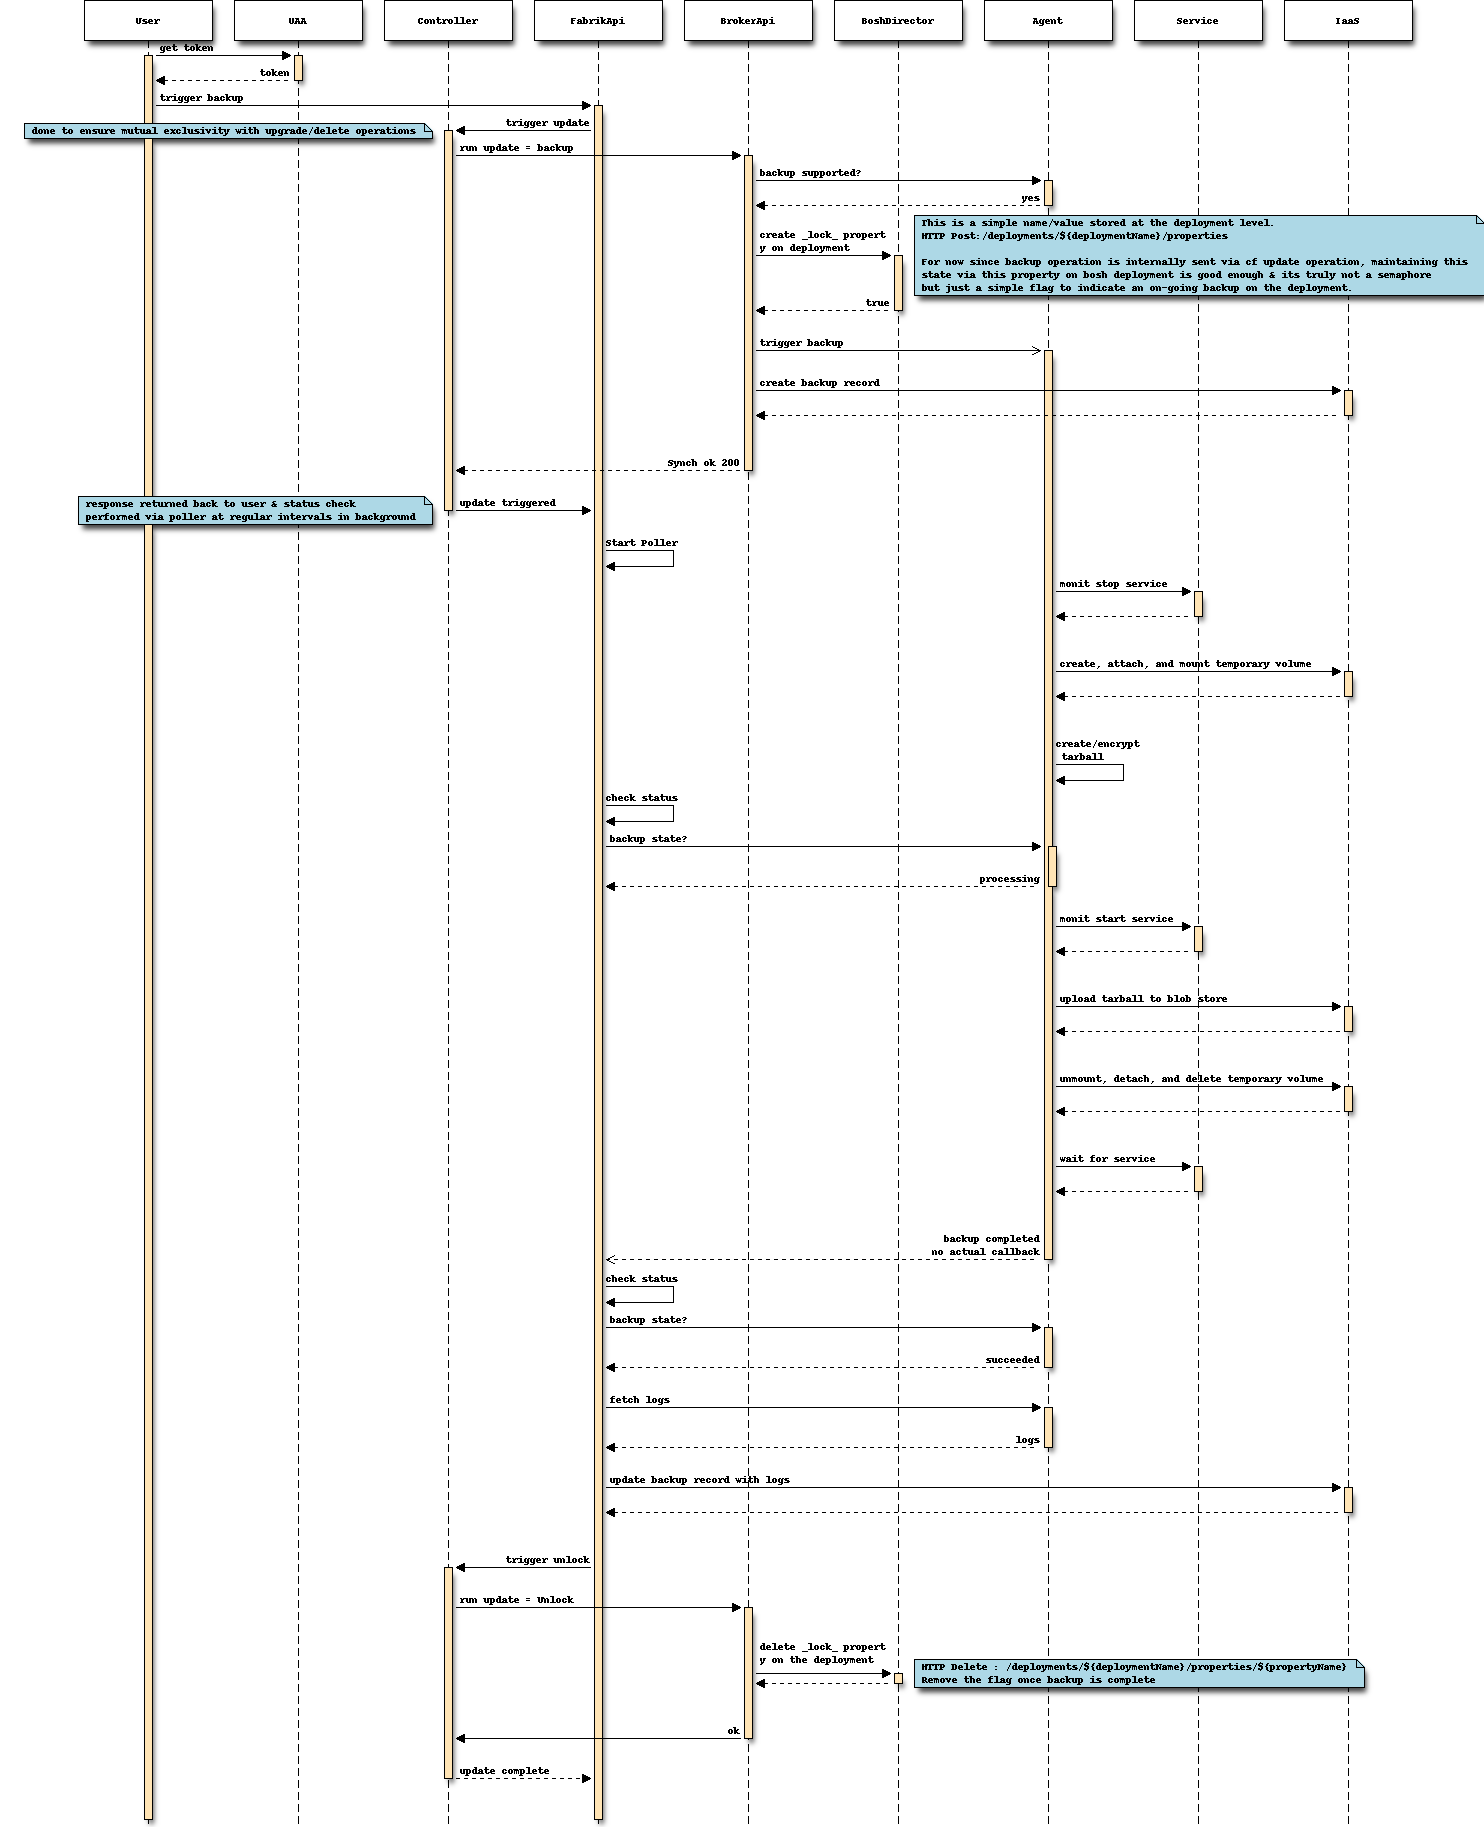 User
UAA
Controller
FabrikApi
BrokerApi
BoshDirector
Agent
Service
IaaS
get token
token
trigger backup
trigger update
done to ensure mutual exclusivity with upgrade/delete operations
run update = backup
backup supported?
yes
This is a simple name/value stored at the deployment level.
HTTP Post:/deployments/${deploymentName}/properties
For now since backup operation is internally sent via cf update operation, maintaining this
state via this property on bosh deployment is good enough & its truly not a semaphore
but just a simple flag to indicate an on-going backup on the deployment.
create _lock_ propert
y on deployment
true
trigger backup
create backup record
Synch ok 200
response returned back to user & status check
performed via poller at regular intervals in background
update triggered
Start Poller
monit stop service
create, attach, and mount temporary volume
create/encrypt
tarball
check status
backup state?
processing
monit start service
upload tarball to blob store
unmount, detach, and delete temporary volume
wait for service
backup completed
no actual callback
check status
backup state?
succeeded
fetch logs
logs
update backup record with logs
trigger unlock
run update = Unlock
delete _lock_ propert
y on the deployment
HTTP Delete : /deployments/${deploymentName}/properties/${propertyName}
Remove the flag once backup is complete
ok
update complete